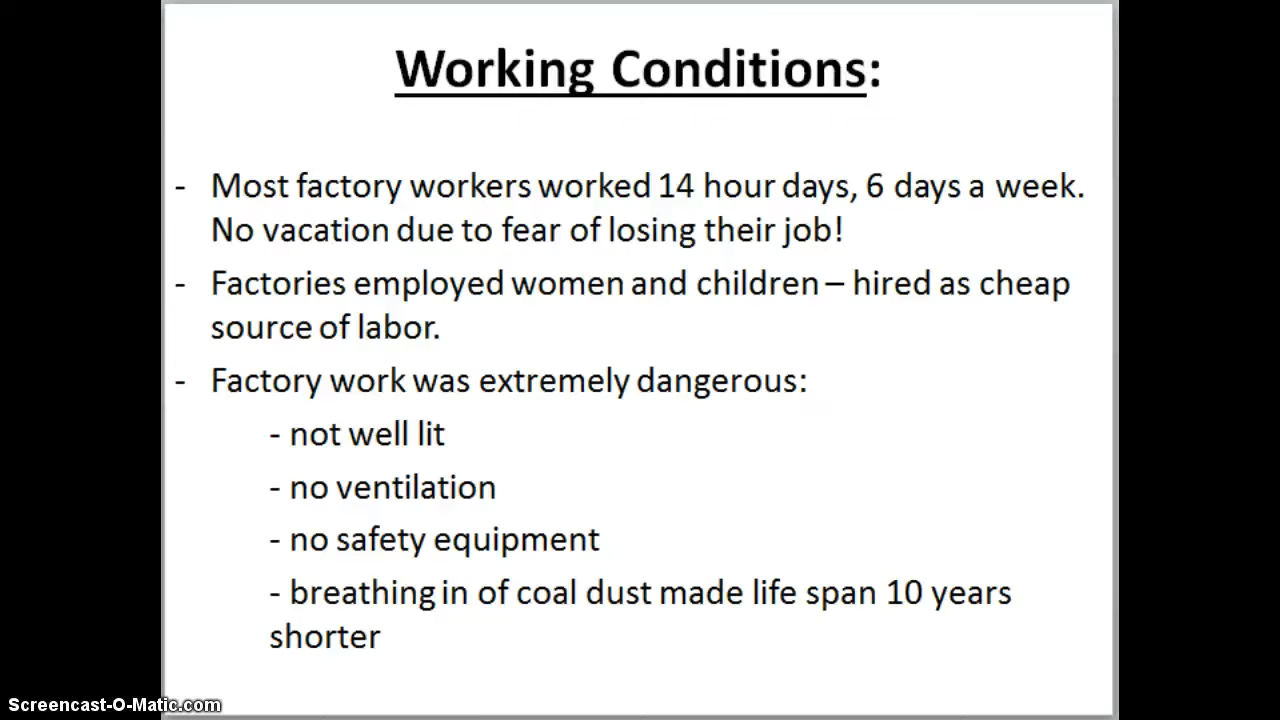 Working Conditions:
- Most factory workers worked 14 hour days, 6 days a week.
No vacation due to fear of losing their job!
- Factories employed women and children – hired as cheap
source of labor.
- Factory work was extremely dangerous:
- not well lit
- no ventilation
- no safety equipment
- breathing in of coal dust made life span 10 years
shorter
Screencast-O-Matic.com